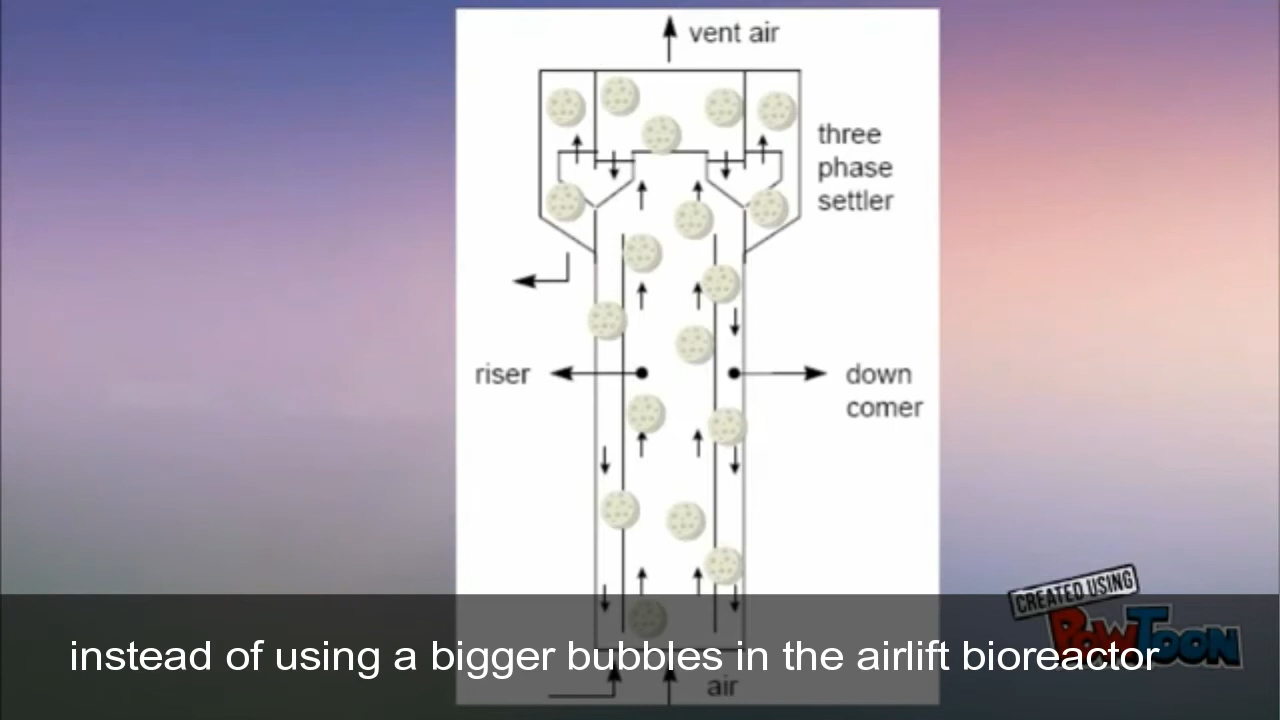 vent air
three
phase
settler
riser
down
comer
instead of using a bigger bubbles in the airlift bioreactor
air
CREATED USING
POWTOON